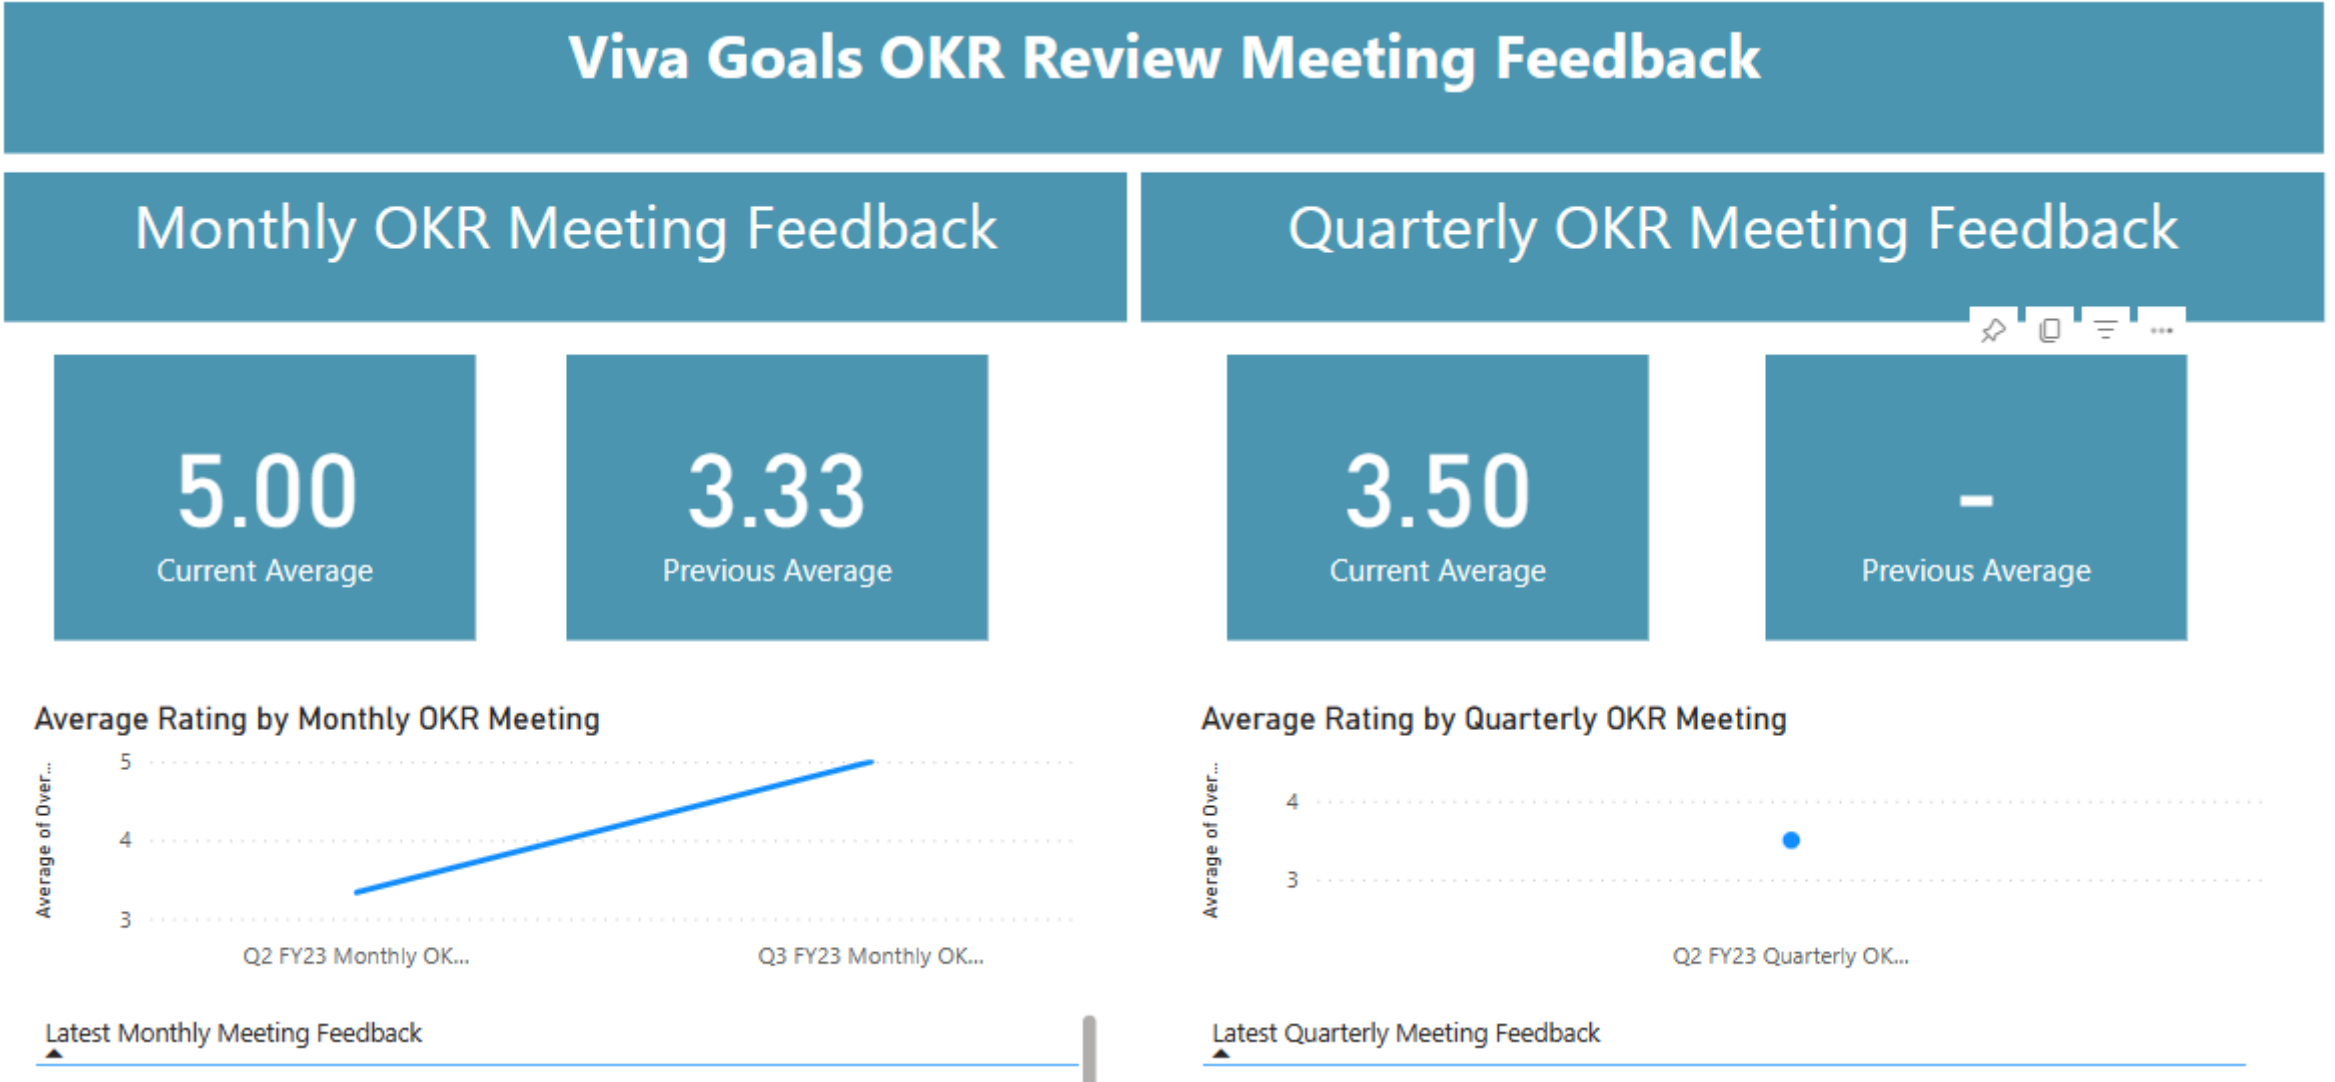 Viva Goals OKR Review Meeting Feedback
Monthly OKR Meeting Feedback
Quarterly OKR Meeting Feedback
5.00
Current Average
3.33
Previous Average
3.50
Current Average
-
Previous Average
Average Rating by Monthly OKR Meeting
Average of Over...
5
4
3
Q2 FY23 Monthly OK...
Q3 FY23 Monthly OK...
Average Rating by Quarterly OKR Meeting
Average of Over...
4
3
Q2 FY23 Quarterly OK...
Latest Monthly Meeting Feedback
Latest Quarterly Meeting Feedback